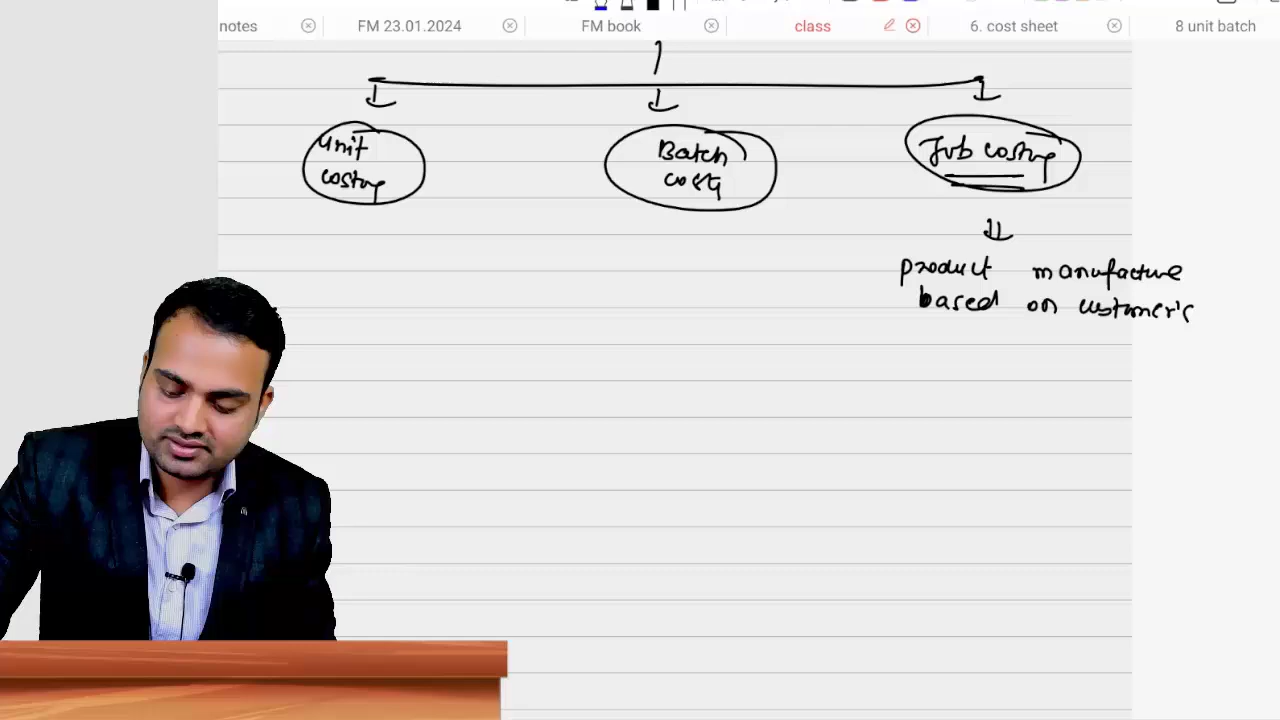 notes
FM 23.01.2024
FM book
class
6. cost sheet
8 unit batch
unit
costing
Batch
costg
Job costing
product manufacture
based on customer's